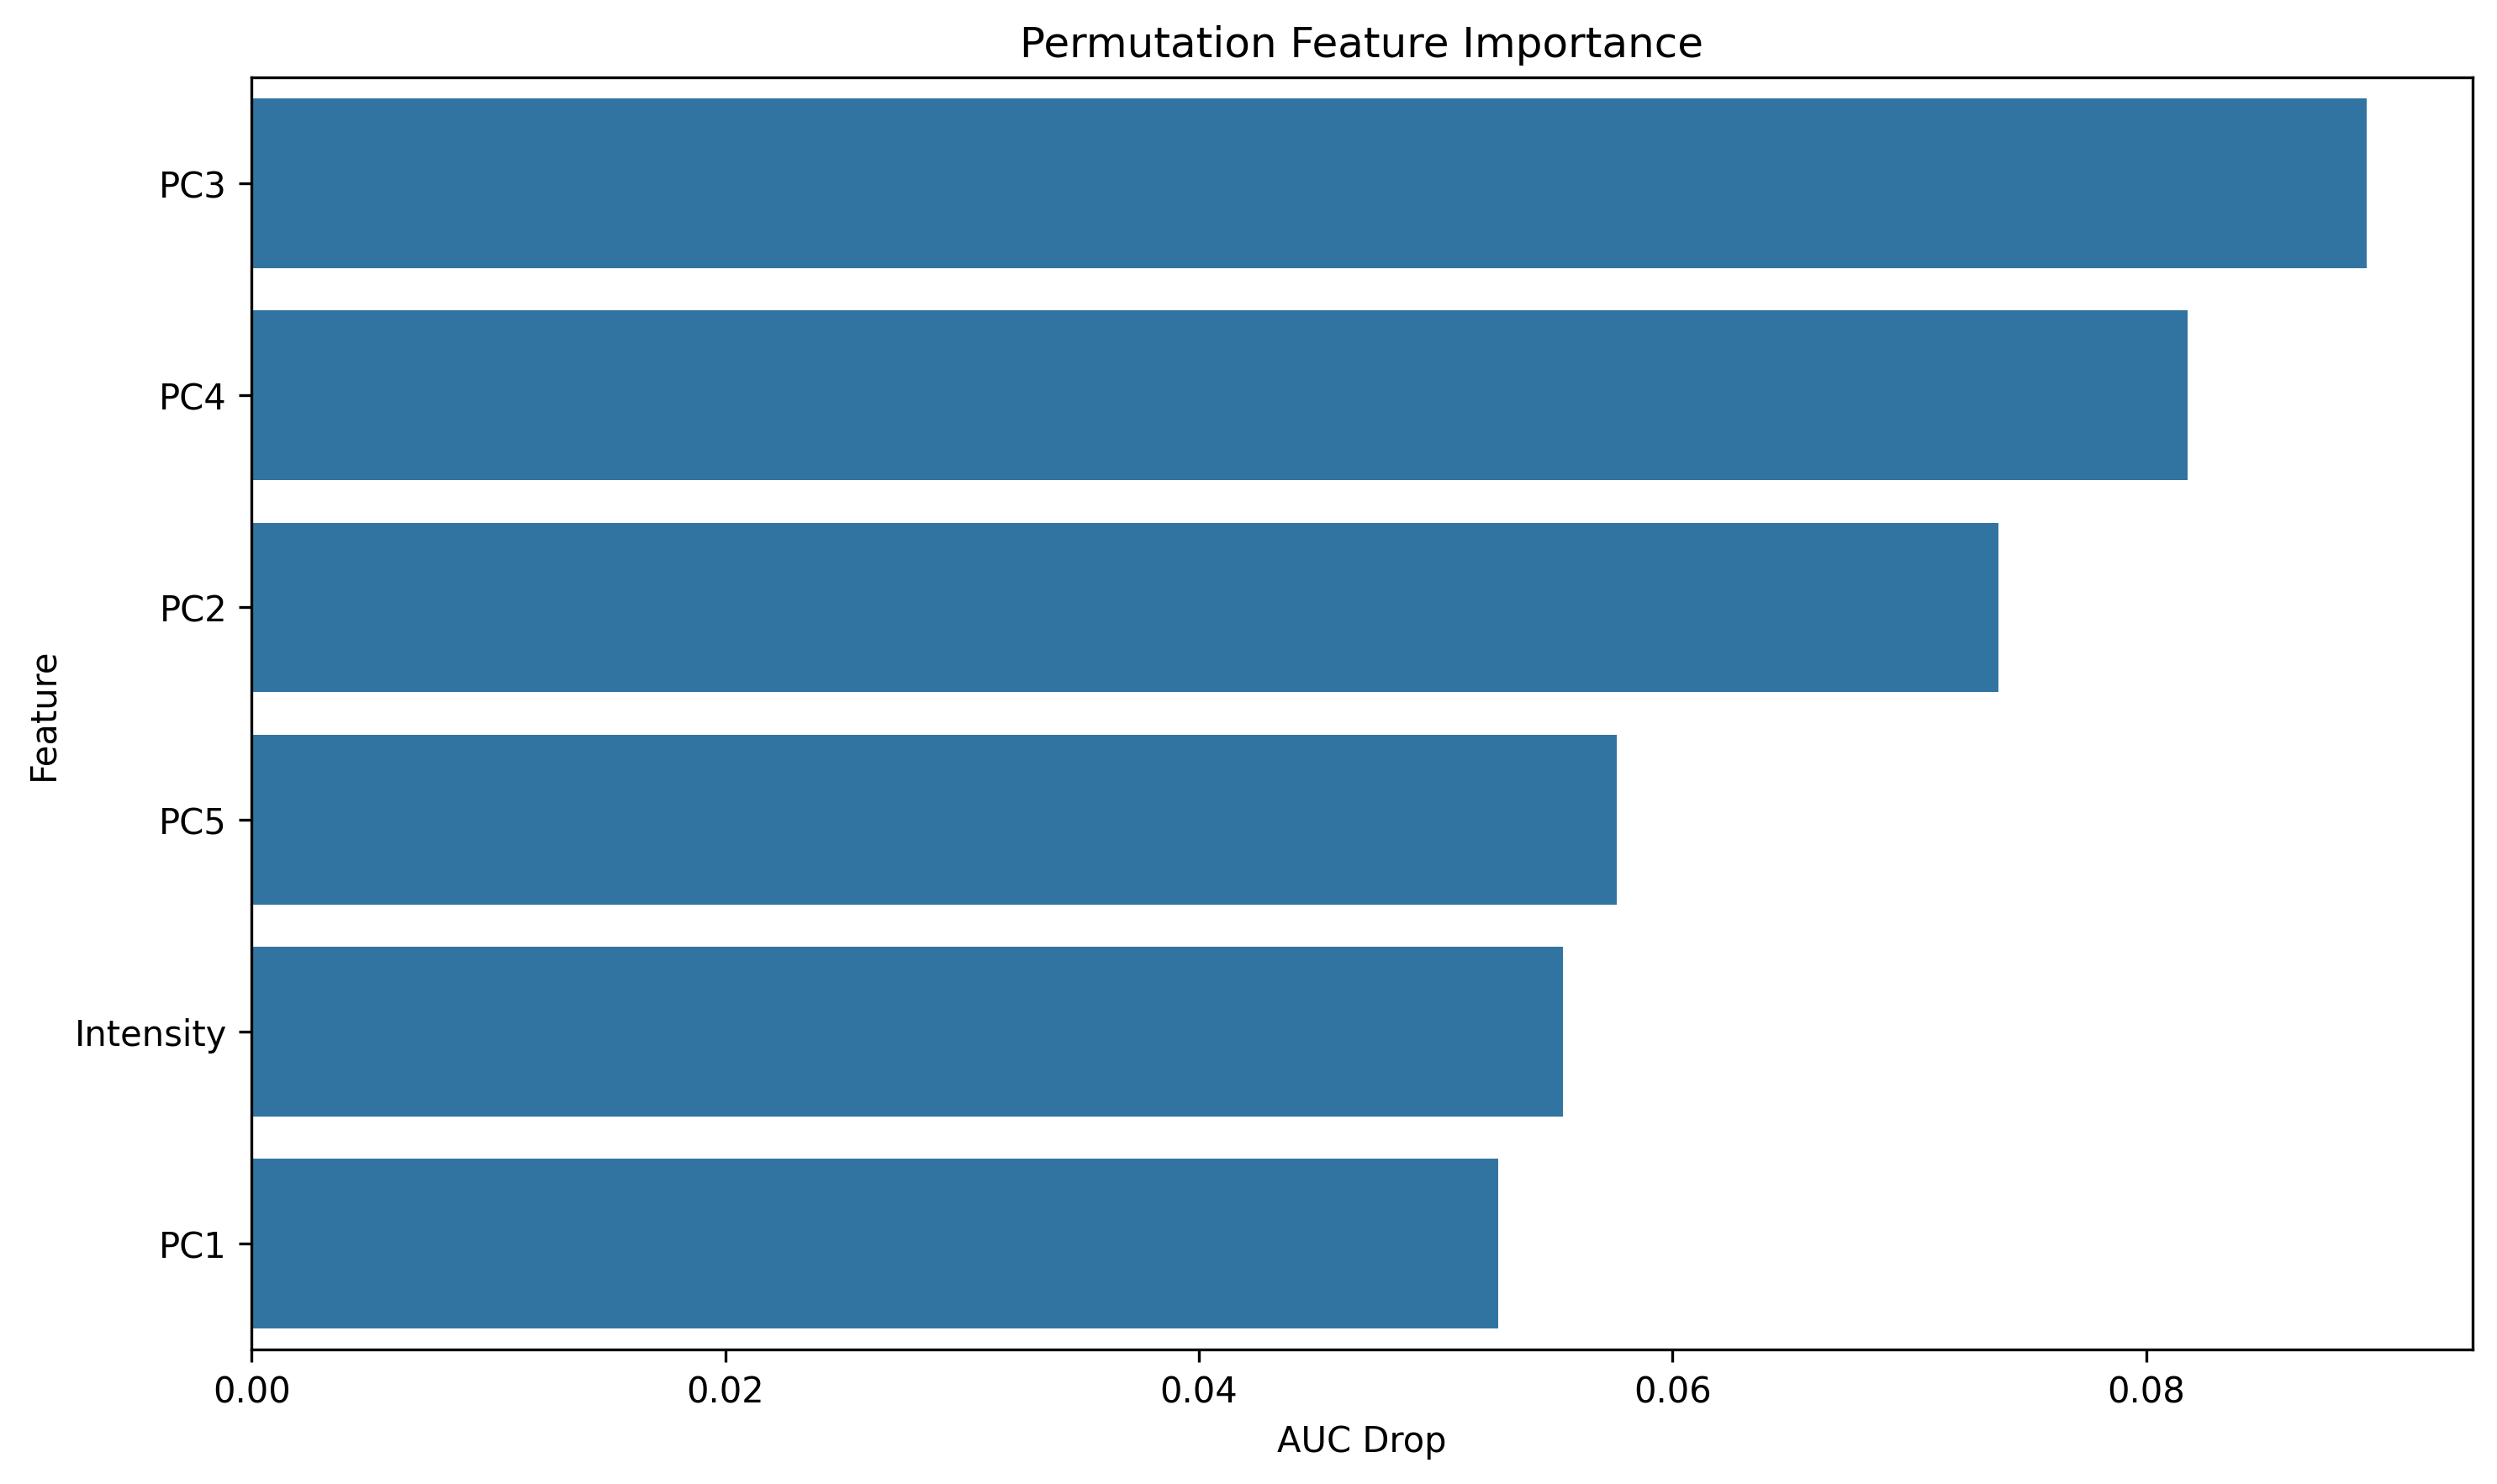 Permutation Feature Importance
PC3
PC4
PC2
PC5
Intensity
PC1
Feature
0.00 0.02 0.04 0.06 0.08
AUC Drop